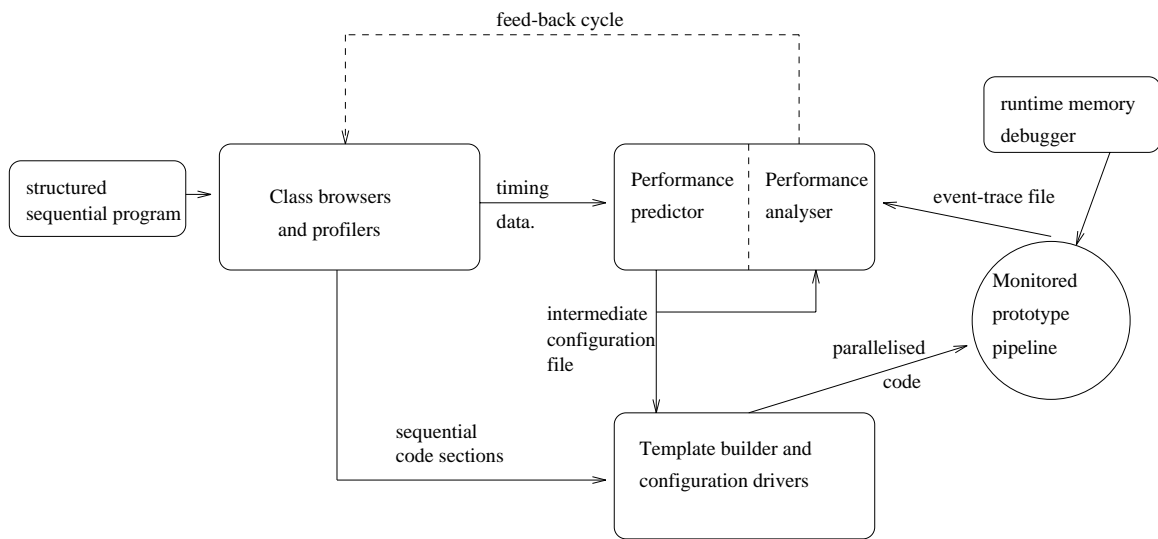 feed-back cycle
runtime memory
debugger
structured
sequential program
Class browsers
and profilers
timing
data.
Performance
predictor
Performance
analyser
event-trace file
Monitored
prototype
pipeline
intermediate
configuration
file
parallelised
code
sequential
code sections
Template builder and
configuration drivers